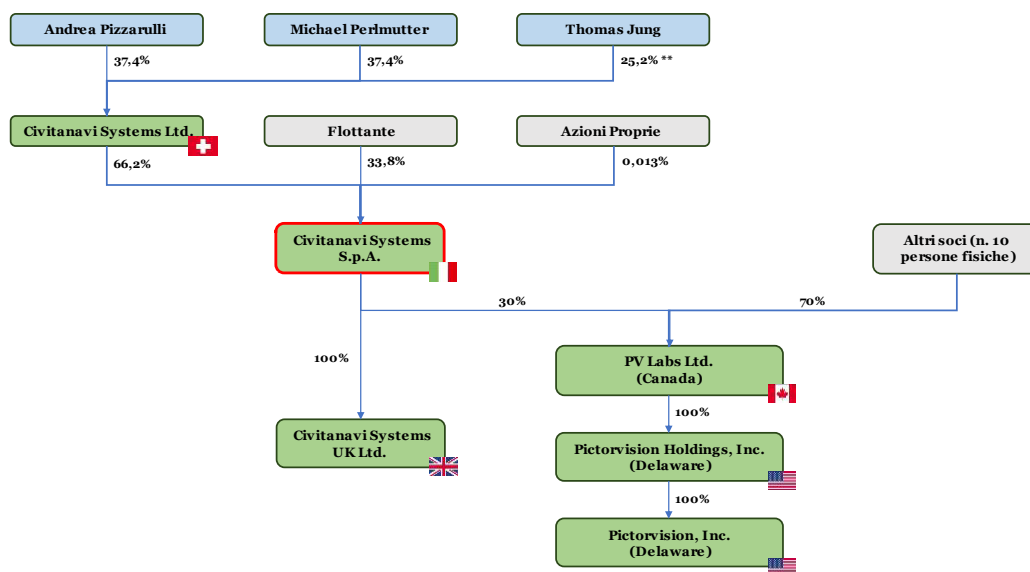 Andrea Pizzarulli
Michael Perlmutter
Thomas Jung
37,4%
37,4%
25,2% **
Civitanavi Systems Ltd.
Flottante
Azioni Proprie
66,2%
33,8%
0,013%
Civitanavi Systems
S.p.A.
Altri soci (n. 10
persone fisiche)
30%
70%
100%
PV Labs Ltd.
(Canada)
100%
Civitanavi Systems
UK Ltd.
Pictorvision Holdings, Inc.
(Delaware)
100%
Pictorvision, Inc.
(Delaware)